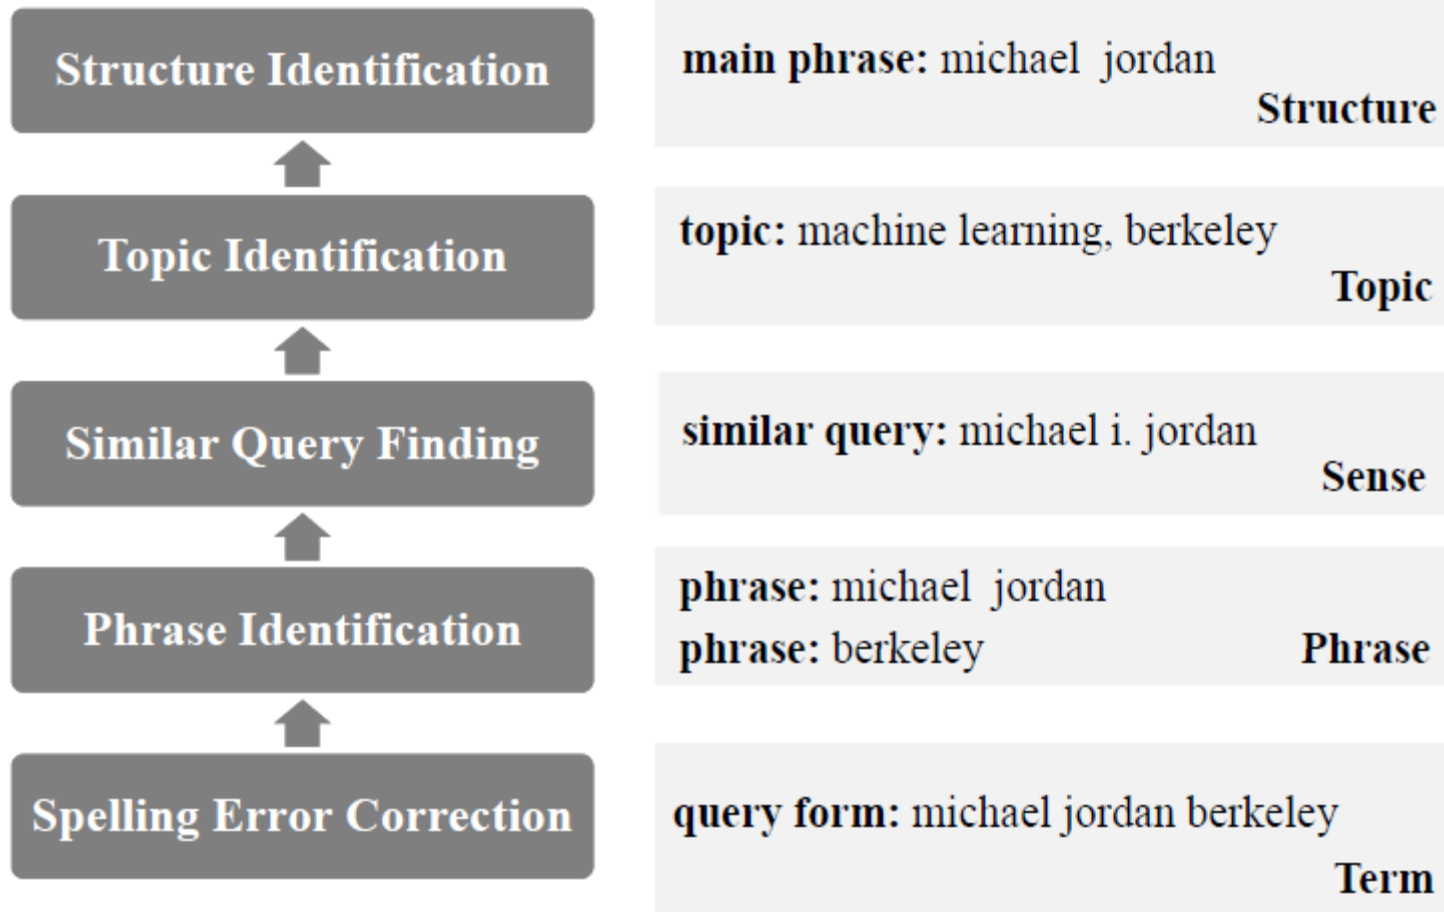 Structure Identification
main phrase: michael jordan
Structure
Topic Identification
topic: machine learning, berkeley
Topic
Similar Query Finding
similar query: michael i. jordan
Sense
Phrase Identification
phrase: michael jordan
phrase: berkeley
Phrase
Spelling Error Correction
query form: michael jordan berkeley
Term